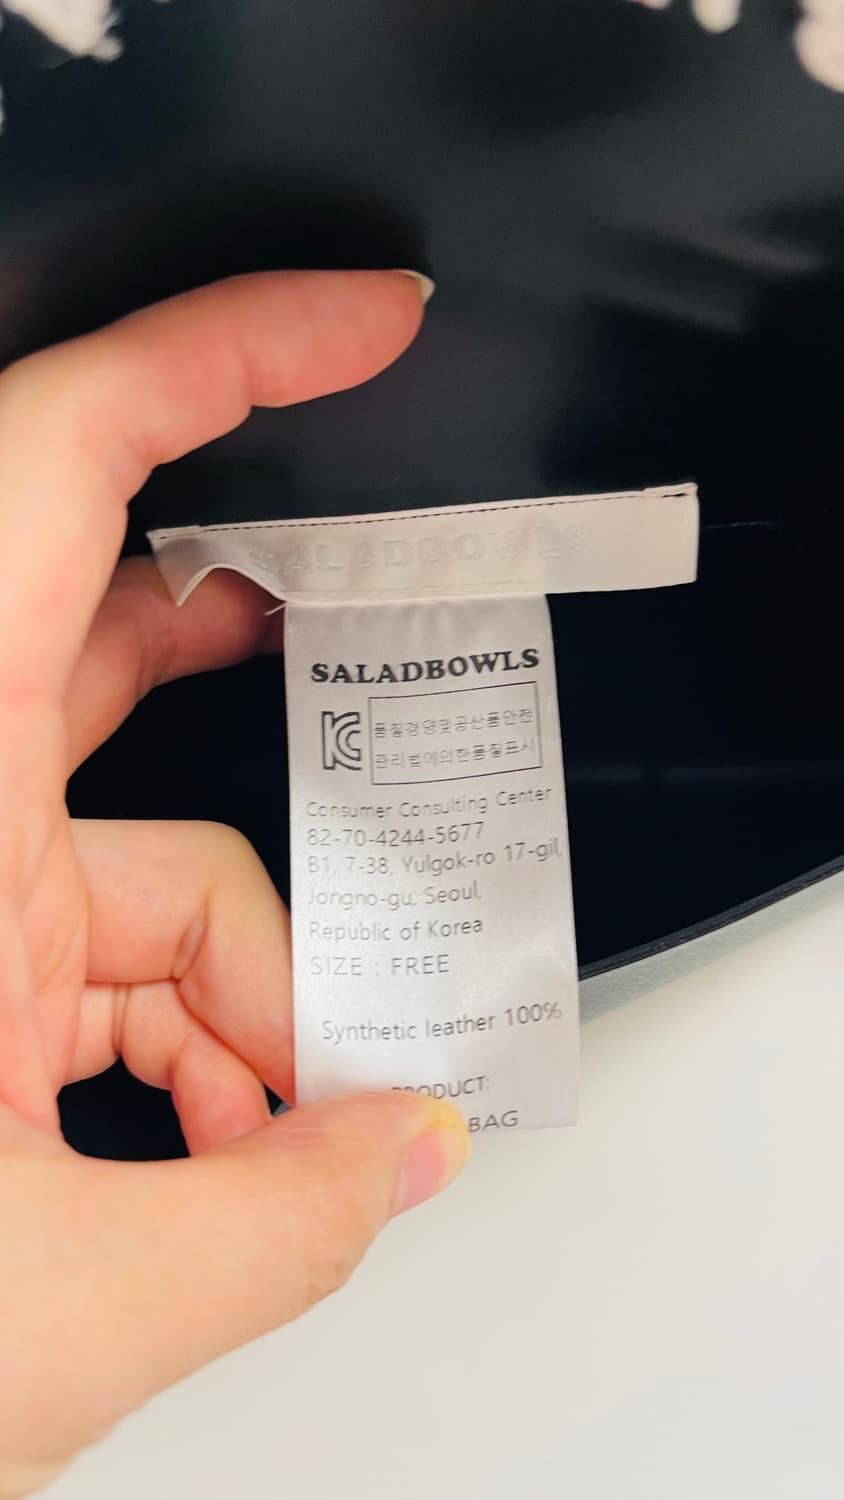 SALADBOWLS
SALADBOWLS
KC
품질경영및공산품안전
관리법에의한품질표시
Consumer Consulting Center
82-70-4244-5677
B1, 7-38, Yulgok-ro 17-gil,
Jongno-gu, Seoul,
Republic of Korea
SIZE : FREE
Synthetic leather 100%
BAG